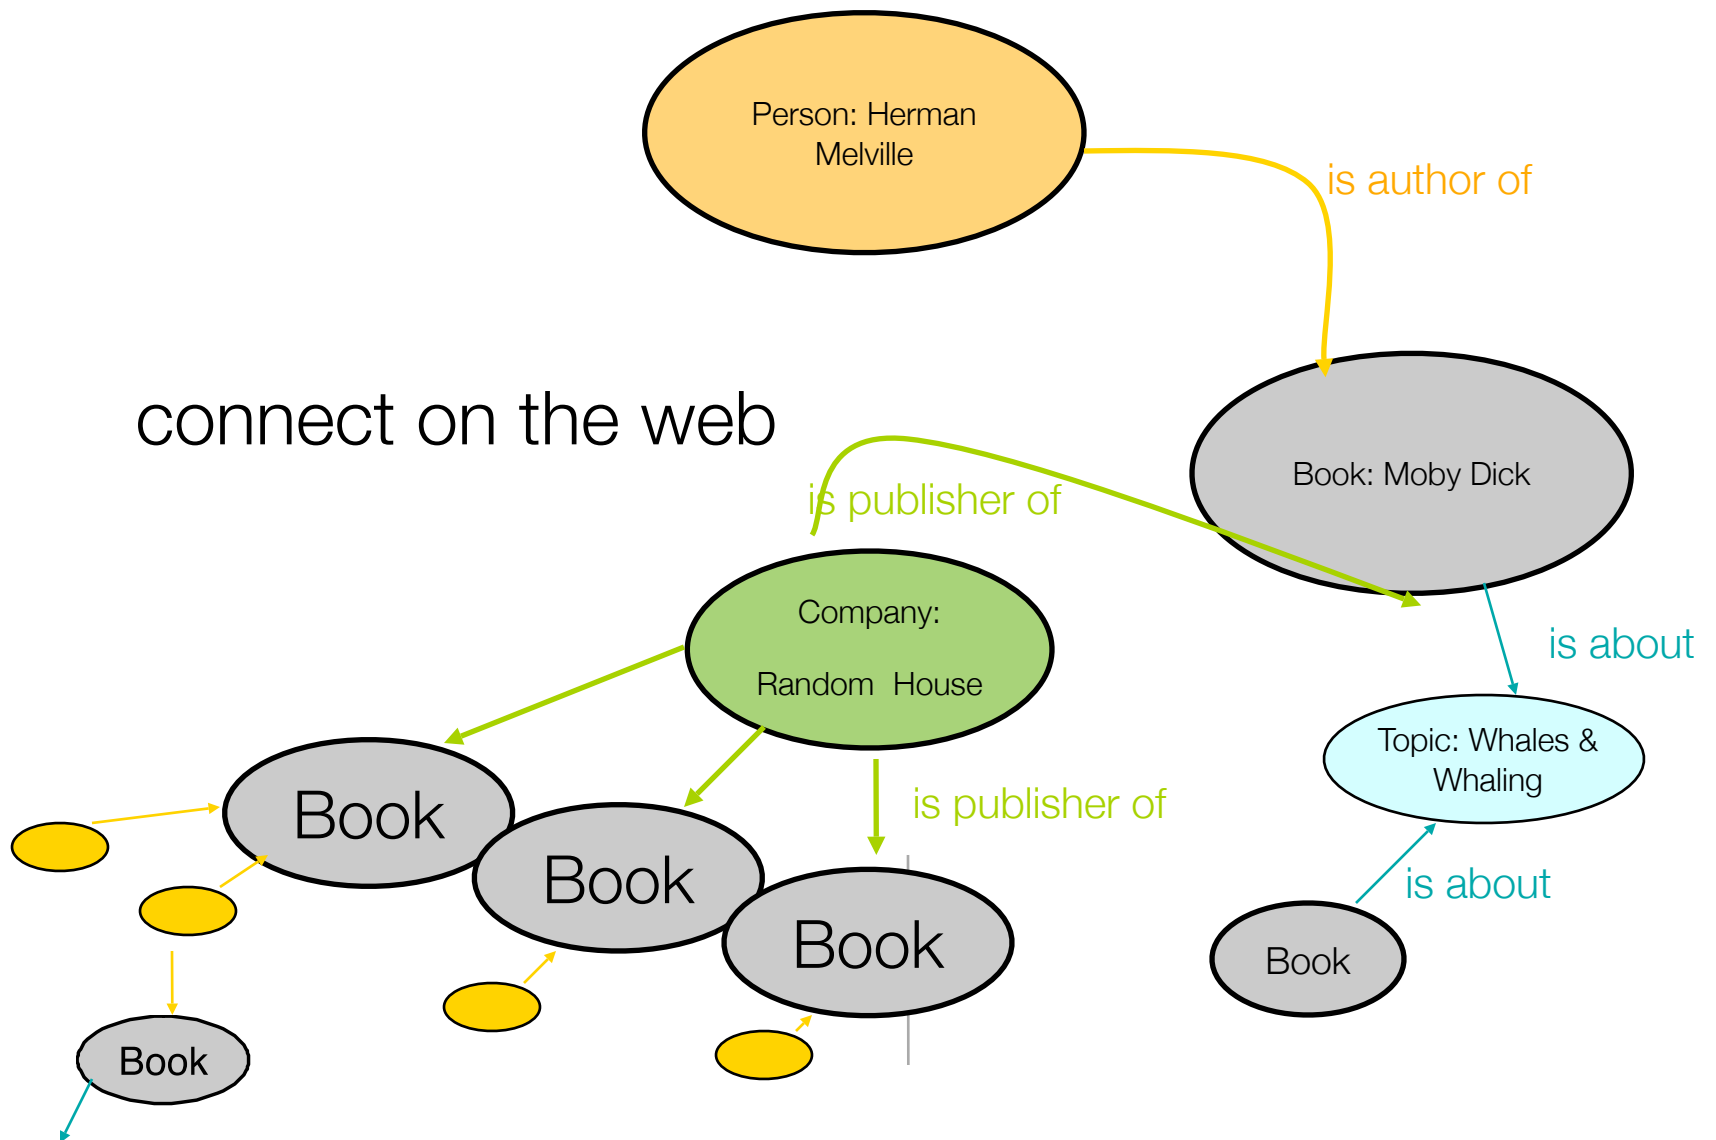 Person: Herman
Melville
is author of
connect on the web
Book: Moby Dick
is publisher of
Company:
Random House
is about
Topic: Whales &
Whaling
Book
is publisher of
Book
is about
Book
Book
Book